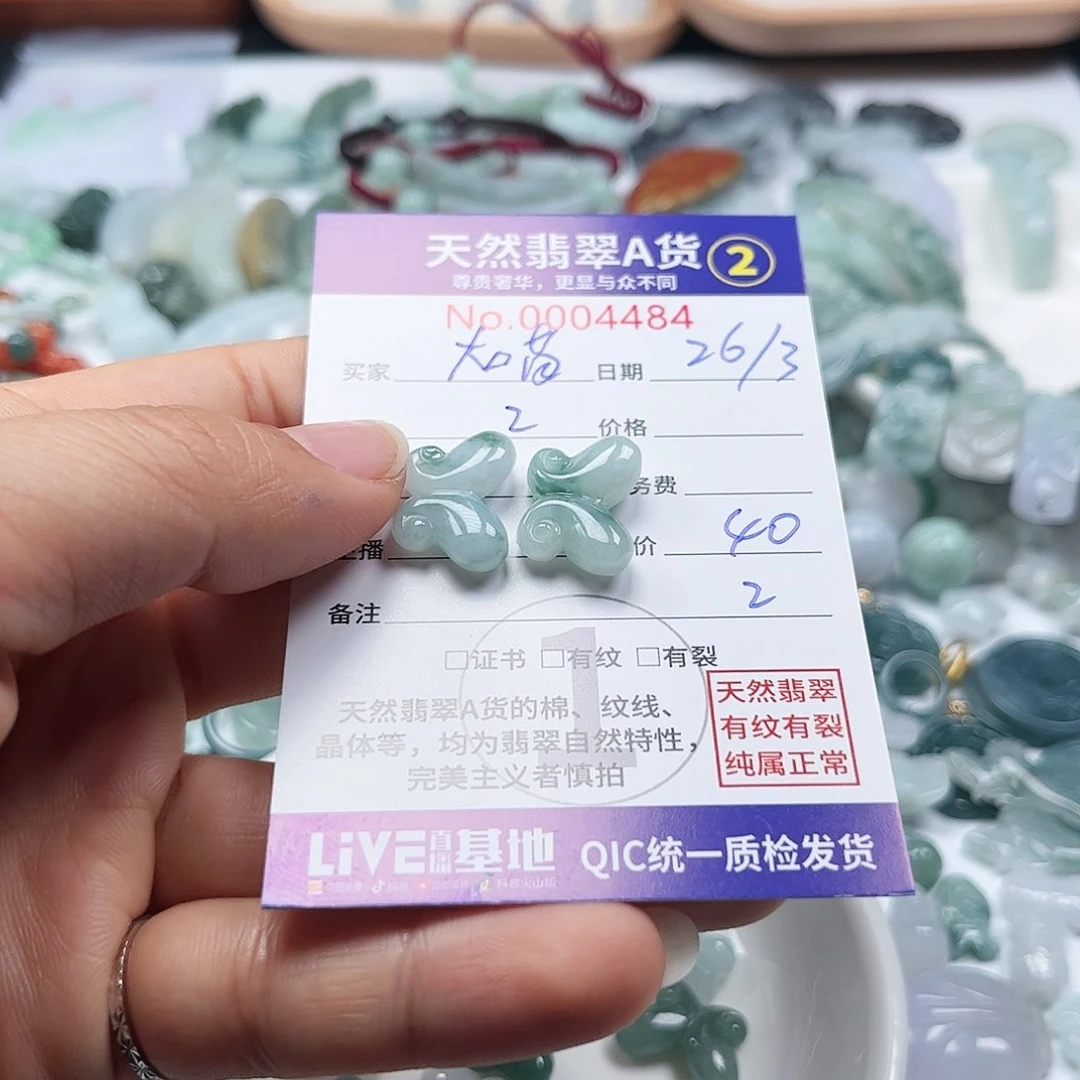 天然翡翠A货 2
尊贵奢华，更显与众不同
No.0004484
买家 日期 26/3
2 价格
务费
主播 价 40
备注 2
□证书 □有纹 □有裂
1
天然翡翠A货的棉、纹线、
晶体等，均为翡翠自然特性，
完美主义者慎拍
天然翡翠
有纹有裂
纯属正常
LiVE直播基地 QIC统一质检发货